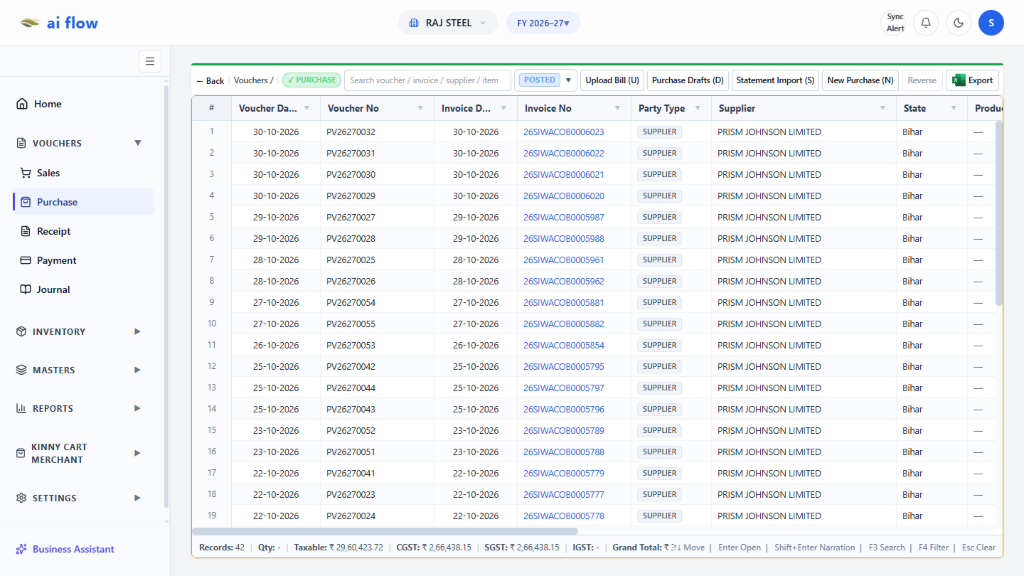 ai flow
RAJ STEEL
FY 2026-27▾
Sync Alert
S
Home
VOUCHERS
Sales
Purchase
Receipt
Payment
Journal
INVENTORY
MASTERS
REPORTS
KINNY CART MERCHANT
SETTINGS
Business Assistant
← Back
Vouchers /
✓ PURCHASE
Search voucher / invoice / supplier / item
POSTED
Upload Bill (U)
Purchase Drafts (D)
Statement Import (S)
New Purchase (N)
Reverse
Export
# Voucher Da... Voucher No Invoice D... Invoice No Party Type Supplier State
1 30-10-2026 PV26270032 30-10-2026 26SIWACOB0006023 SUPPLIER PRISM JOHNSON LIMITED Bihar —
2 30-10-2026 PV26270031 30-10-2026 26SIWACOB0006022 SUPPLIER PRISM JOHNSON LIMITED Bihar —
3 30-10-2026 PV26270030 30-10-2026 26SIWACOB0006021 SUPPLIER PRISM JOHNSON LIMITED Bihar —
4 30-10-2026 PV26270029 30-10-2026 26SIWACOB0006020 SUPPLIER PRISM JOHNSON LIMITED Bihar —
5 29-10-2026 PV26270027 29-10-2026 26SIWACOB0005987 SUPPLIER PRISM JOHNSON LIMITED Bihar —
6 29-10-2026 PV26270028 29-10-2026 26SIWACOB0005988 SUPPLIER PRISM JOHNSON LIMITED Bihar —
7 28-10-2026 PV26270025 28-10-2026 26SIWACOB0005961 SUPPLIER PRISM JOHNSON LIMITED Bihar —
8 28-10-2026 PV26270026 28-10-2026 26SIWACOB0005962 SUPPLIER PRISM JOHNSON LIMITED Bihar —
9 27-10-2026 PV26270054 27-10-2026 26SIWACOB0005881 SUPPLIER PRISM JOHNSON LIMITED Bihar —
10 27-10-2026 PV26270055 27-10-2026 26SIWACOB0005882 SUPPLIER PRISM JOHNSON LIMITED Bihar —
11 26-10-2026 PV26270053 26-10-2026 26SIWACOB0005854 SUPPLIER PRISM JOHNSON LIMITED Bihar —
12 25-10-2026 PV26270042 25-10-2026 26SIWACOB0005795 SUPPLIER PRISM JOHNSON LIMITED Bihar —
13 25-10-2026 PV26270044 25-10-2026 26SIWACOB0005797 SUPPLIER PRISM JOHNSON LIMITED Bihar —
14 25-10-2026 PV26270043 25-10-2026 26SIWACOB0005796 SUPPLIER PRISM JOHNSON LIMITED Bihar —
15 23-10-2026 PV26270052 23-10-2026 26SIWACOB0005789 SUPPLIER PRISM JOHNSON LIMITED Bihar —
16 23-10-2026 PV26270051 23-10-2026 26SIWACOB0005788 SUPPLIER PRISM JOHNSON LIMITED Bihar —
17 22-10-2026 PV26270041 22-10-2026 26SIWACOB0005779 SUPPLIER PRISM JOHNSON LIMITED Bihar —
18 22-10-2026 PV26270023 22-10-2026 26SIWACOB0005777 SUPPLIER PRISM JOHNSON LIMITED Bihar —
19 22-10-2026 PV26270024 22-10-2026 26SIWACOB0005778 SUPPLIER PRISM JOHNSON LIMITED Bihar —
Records: 42 | Qty: - | Taxable: ₹ 29,60,423.72 | CGST: ₹ 2,66,438.15 | SGST: ₹ 2,66,438.15 | IGST: - | Grand Total: ₹ Move | Enter Open | Shift+Enter Narration | F3 Search | F4 Filter | Esc Clear